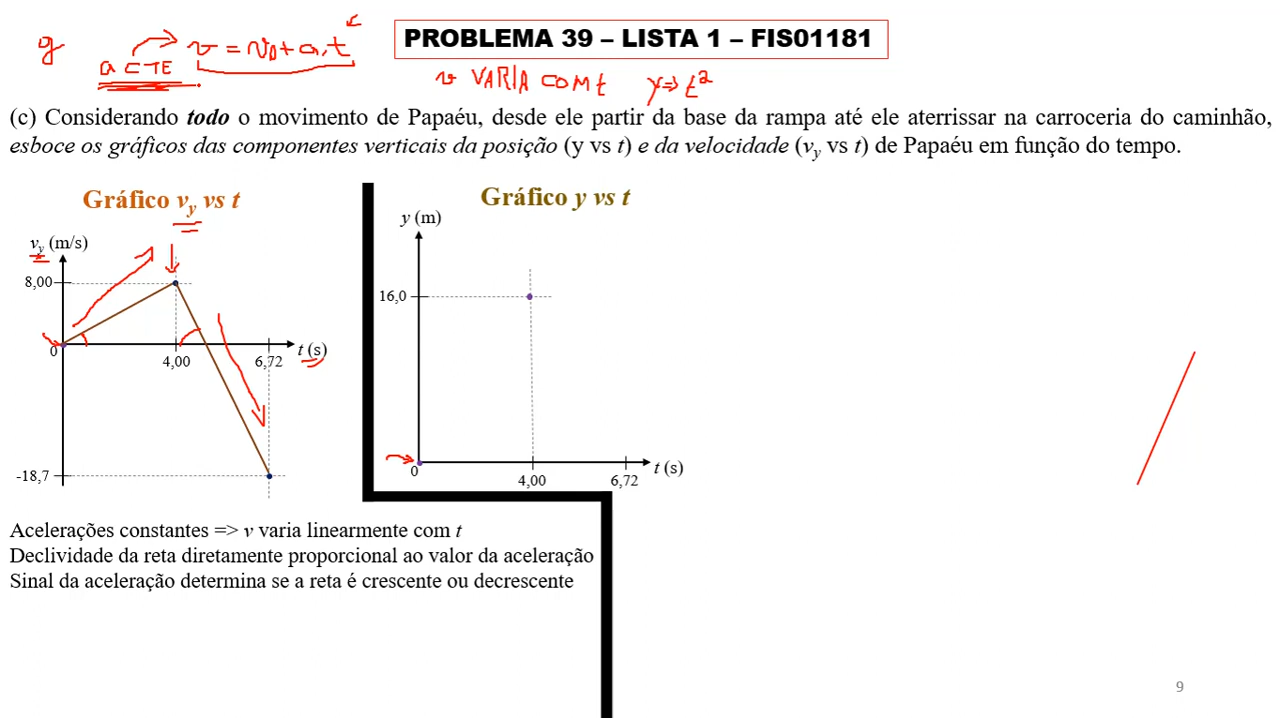 g
a CTE
v = v0 + a.t
PROBLEMA 39 – LISTA 1 – FIS01181
v VARIA COM t
y => t²
(c) Considerando todo o movimento de Papaéu, desde ele partir da base da rampa até ele aterrissar na carroceria do caminhão,
esboce os gráficos das componentes verticais da posição (y vs t) e da velocidade (vy vs t) de Papaéu em função do tempo.
Gráfico vy vs t
vy (m/s)
8,00
0
4,00
6,72
t (s)
-18,7
Gráfico y vs t
y (m)
16,0
0
4,00
6,72
t (s)
Acelerações constantes => v varia linearmente com t
Declividade da reta diretamente proporcional ao valor da aceleração
Sinal da aceleração determina se a reta é crescente ou decrescente
9